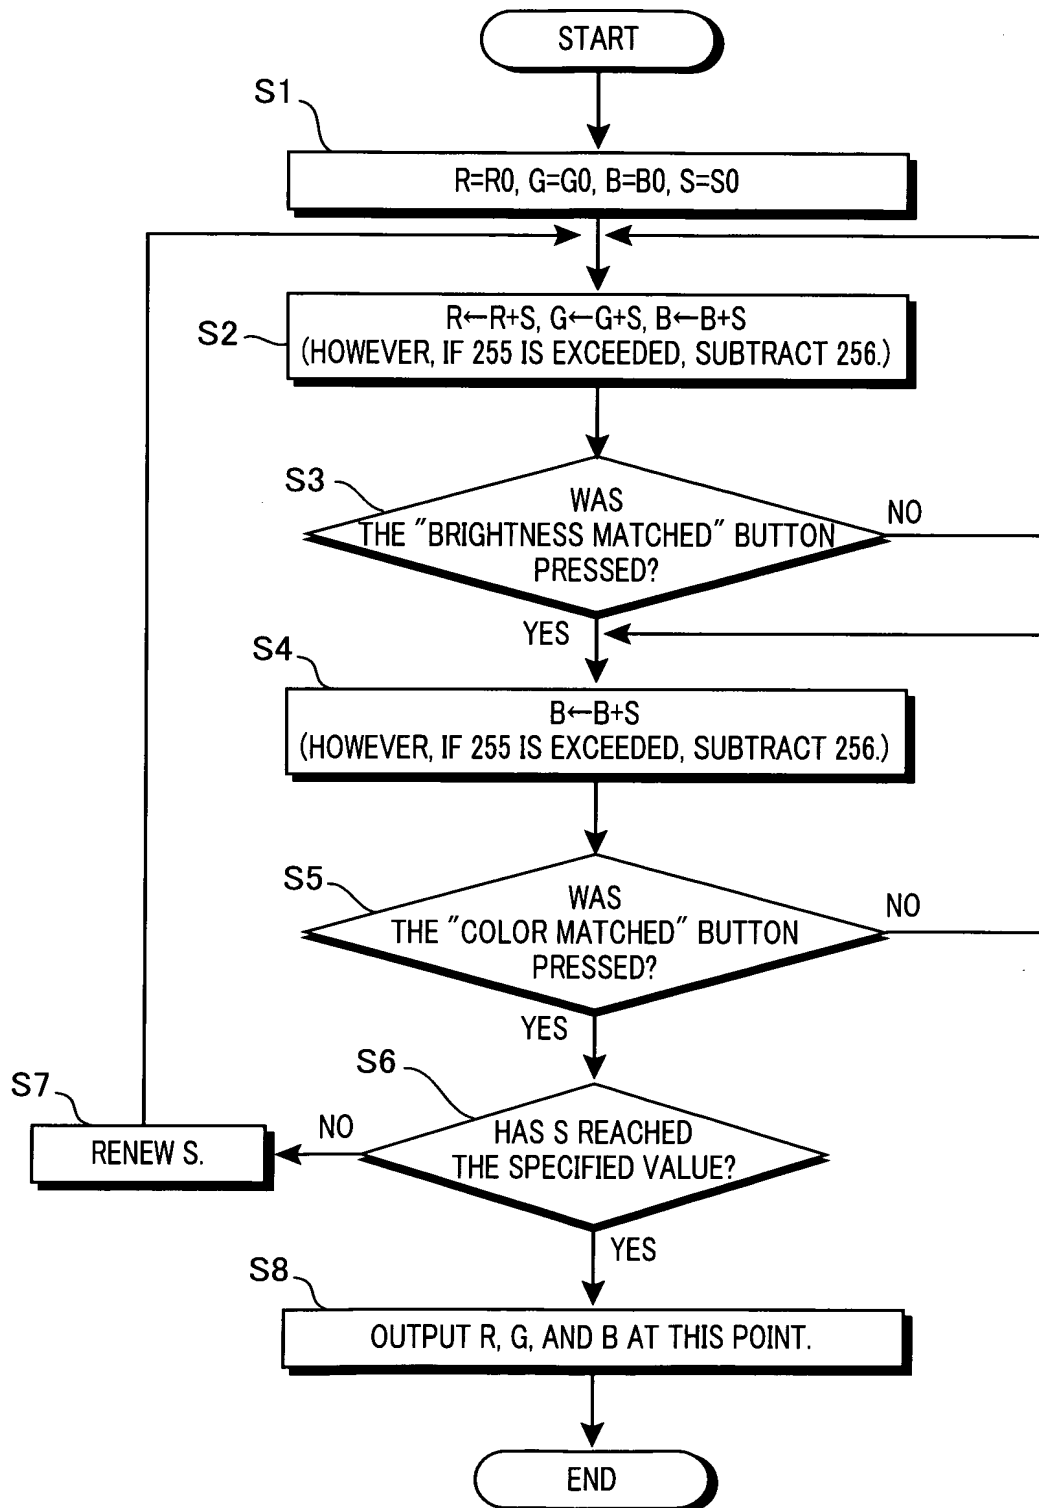 START
S1
R=R0, G=G0, B=B0, S=S0
S2
R←R+S, G←G+S, B←B+S
(HOWEVER, IF 255 IS EXCEEDED, SUBTRACT 256.)
S3
WAS
THE "BRIGHTNESS MATCHED" BUTTON
PRESSED?
NO
YES
S4
B←B+S
(HOWEVER, IF 255 IS EXCEEDED, SUBTRACT 256.)
S5
WAS
THE "COLOR MATCHED" BUTTON
PRESSED?
NO
YES
S6
HAS S REACHED
THE SPECIFIED VALUE?
NO
S7
RENEW S.
YES
S8
OUTPUT R, G, AND B AT THIS POINT.
END